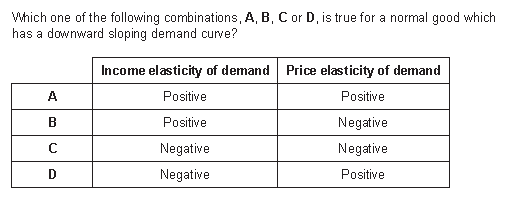 Which one of the following combinations, A, B, C or D, is true for a normal good which
has a downward sloping demand curve?
Income elasticity of demand Price elasticity of demand
A Positive Positive
B Positive Negative
C Negative Negative
D Negative Positive